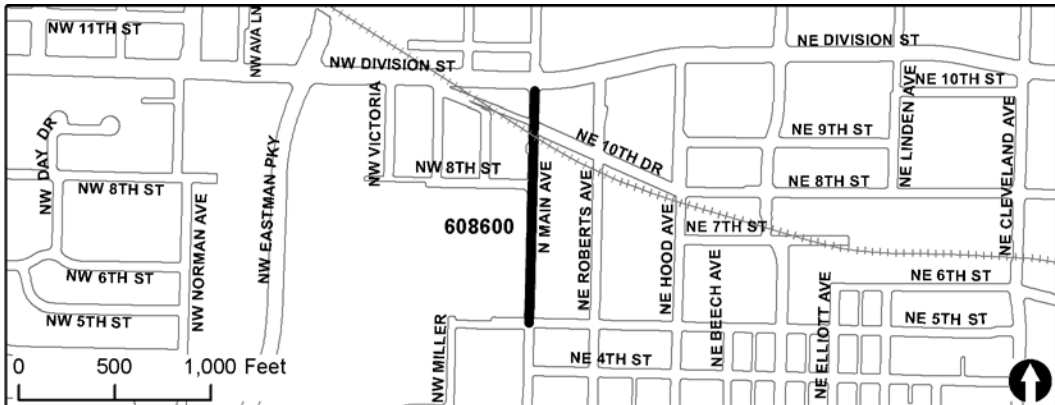 NW 11TH ST
NW AVA LN
NW DIVISION ST
NE DIVISION ST
NE 10TH ST
NW DAY DR
NW VICTORIA
NE 10TH DR
NE 9TH ST
NE LINDEN AVE
NE CLEVELAND AVE
NW 8TH ST
NW 8TH ST
NE 8TH ST
NW NORMAN AVE
NW EASTMAN PKY
608600
N MAIN AVE
NE ROBERTS AVE
NE HOOD AVE
NE 7TH ST
NW 6TH ST
NE 6TH ST
NW 5TH ST
NE BEECH AVE
NE ELLIOTT AVE
NE 5TH ST
NW MILLER
NE 4TH ST
0 500 1,000 Feet